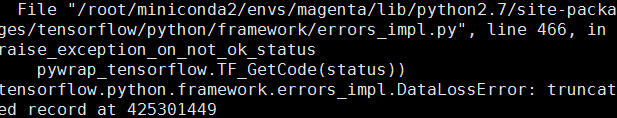 File "/root/miniconda2/envs/magenta/lib/python2.7/site-packa
ges/tensorflow/python/framework/errors_impl.py", line 466, in
raise_exception_on_not_ok_status
pywrap_tensorflow.TF_GetCode(status))
tensorflow.python.framework.errors_impl.DataLossError: truncat
ed record at 425301449